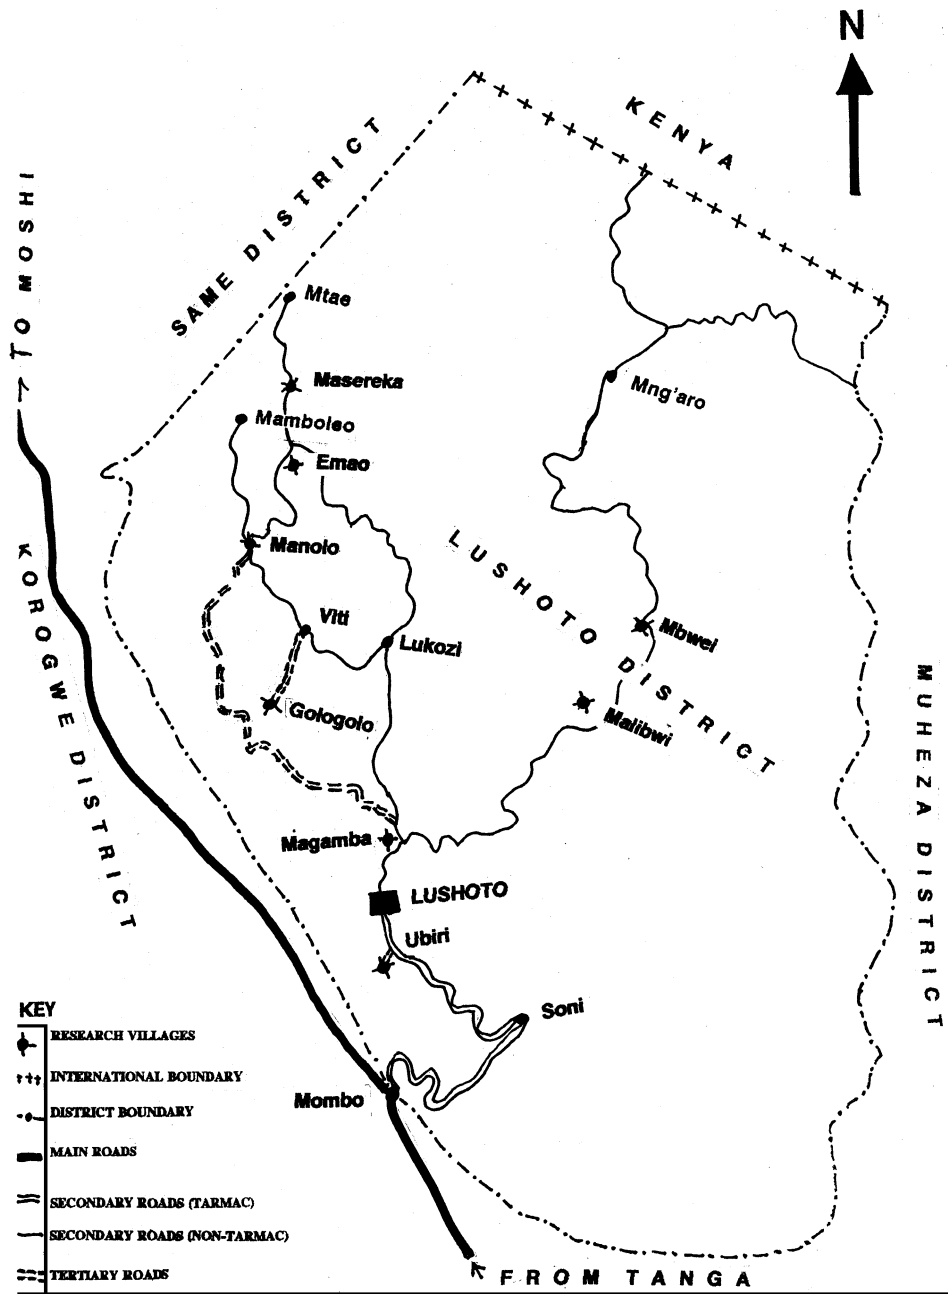 N
KENYA
SAME DISTRICT
TO MOSHI
Mtae
Masereka
Mng'aro
Mamboleo
Emao
LUSHOTO DISTRICT
Manolo
KOROGWE DISTRICT
Viti
Lukozi
Mbwei
MUHEZA DISTRICT
Gologolo
Malibwi
Magamba
LUSHOTO
Ubiri
Soni
Mombo
KEY
RESEARCH VILLAGES
INTERNATIONAL BOUNDARY
DISTRICT BOUNDARY
MAIN ROADS
SECONDARY ROADS (TARMAC)
SECONDARY ROADS (NON-TARMAC)
TERTIARY ROADS
FROM TANGA